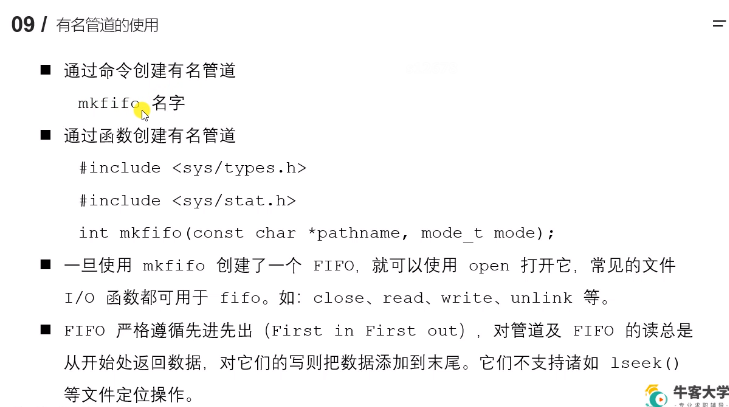 09 / 有名管道的使用
■ 通过命令创建有名管道
mkfifo 名字
■ 通过函数创建有名管道
#include <sys/types.h>
#include <sys/stat.h>
int mkfifo(const char *pathname, mode_t mode);
■ 一旦使用 mkfifo 创建了一个 FIFO，就可以使用 open 打开它，常见的文件
I/O 函数都可用于 fifo。如：close、read、write、unlink 等。
■ FIFO 严格遵循先进先出（First in First out），对管道及 FIFO 的读总是
从开始处返回数据，对它们的写则把数据添加到末尾。它们不支持诸如 lseek()
等文件定位操作。
牛客大学